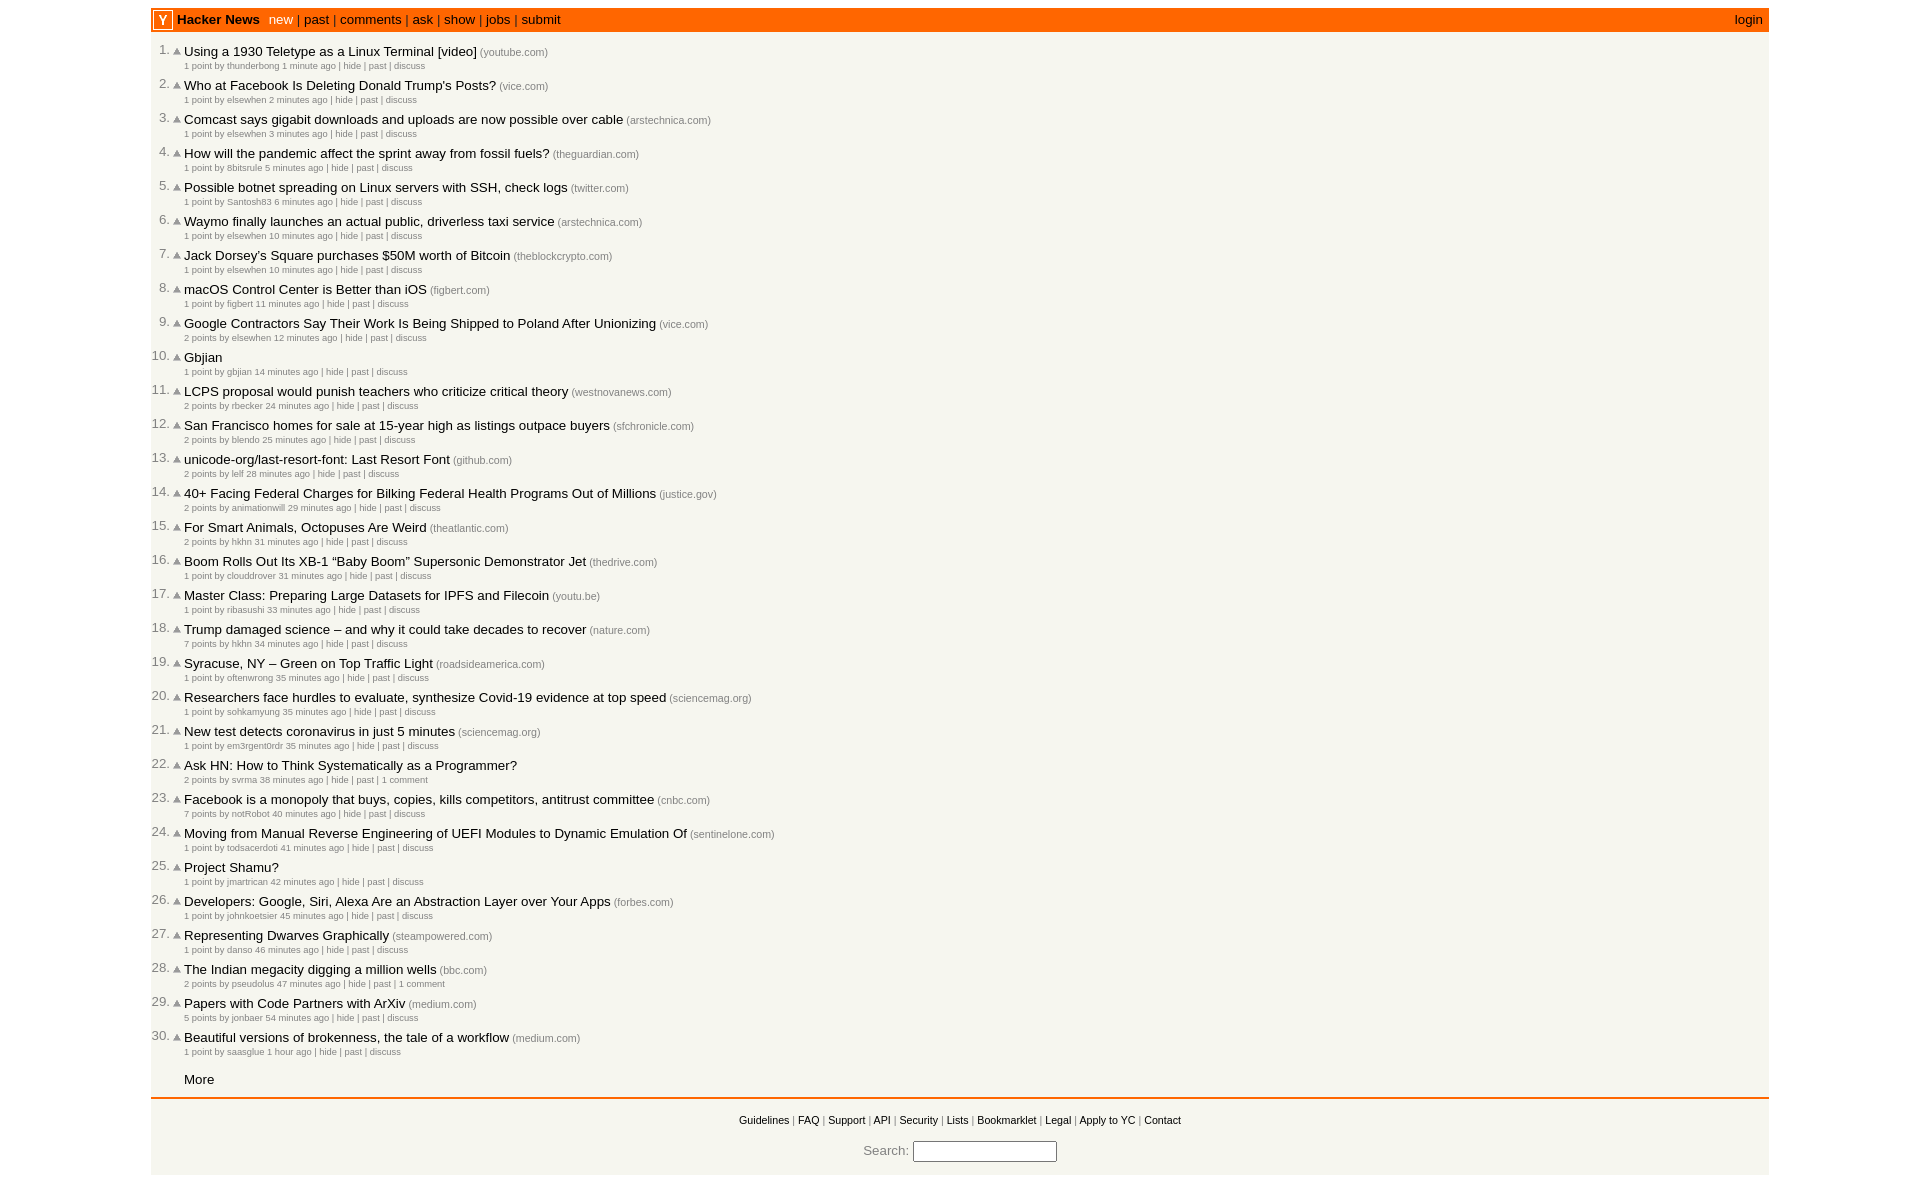 Y Hacker News new | past | comments | ask | show | jobs | submit login
1. Using a 1930 Teletype as a Linux Terminal [video] (youtube.com)
1 point by thunderbong 1 minute ago | hide | past | discuss
2. Who at Facebook Is Deleting Donald Trump's Posts? (vice.com)
1 point by elsewhen 2 minutes ago | hide | past | discuss
3. Comcast says gigabit downloads and uploads are now possible over cable (arstechnica.com)
1 point by elsewhen 3 minutes ago | hide | past | discuss
4. How will the pandemic affect the sprint away from fossil fuels? (theguardian.com)
1 point by 8bitsrule 5 minutes ago | hide | past | discuss
5. Possible botnet spreading on Linux servers with SSH, check logs (twitter.com)
1 point by Santosh83 6 minutes ago | hide | past | discuss
6. Waymo finally launches an actual public, driverless taxi service (arstechnica.com)
1 point by elsewhen 10 minutes ago | hide | past | discuss
7. Jack Dorsey’s Square purchases $50M worth of Bitcoin (theblockcrypto.com)
1 point by elsewhen 10 minutes ago | hide | past | discuss
8. macOS Control Center is Better than iOS (figbert.com)
1 point by figbert 11 minutes ago | hide | past | discuss
9. Google Contractors Say Their Work Is Being Shipped to Poland After Unionizing (vice.com)
2 points by elsewhen 12 minutes ago | hide | past | discuss
10. Gbjian
1 point by gbjian 14 minutes ago | hide | past | discuss
11. LCPS proposal would punish teachers who criticize critical theory (westnovanews.com)
2 points by rbecker 24 minutes ago | hide | past | discuss
12. San Francisco homes for sale at 15-year high as listings outpace buyers (sfchronicle.com)
2 points by blendo 25 minutes ago | hide | past | discuss
13. unicode-org/last-resort-font: Last Resort Font (github.com)
2 points by lelf 28 minutes ago | hide | past | discuss
14. 40+ Facing Federal Charges for Bilking Federal Health Programs Out of Millions (justice.gov)
2 points by animationwill 29 minutes ago | hide | past | discuss
15. For Smart Animals, Octopuses Are Weird (theatlantic.com)
2 points by hkhn 31 minutes ago | hide | past | discuss
16. Boom Rolls Out Its XB-1 “Baby Boom” Supersonic Demonstrator Jet (thedrive.com)
1 point by clouddrover 31 minutes ago | hide | past | discuss
17. Master Class: Preparing Large Datasets for IPFS and Filecoin (youtu.be)
1 point by ribasushi 33 minutes ago | hide | past | discuss
18. Trump damaged science – and why it could take decades to recover (nature.com)
7 points by hkhn 34 minutes ago | hide | past | discuss
19. Syracuse, NY – Green on Top Traffic Light (roadsideamerica.com)
1 point by oftenwrong 35 minutes ago | hide | past | discuss
20. Researchers face hurdles to evaluate, synthesize Covid-19 evidence at top speed (sciencemag.org)
1 point by sohkamyung 35 minutes ago | hide | past | discuss
21. New test detects coronavirus in just 5 minutes (sciencemag.org)
1 point by em3rgent0rdr 35 minutes ago | hide | past | discuss
22. Ask HN: How to Think Systematically as a Programmer?
2 points by svrma 38 minutes ago | hide | past | 1 comment
23. Facebook is a monopoly that buys, copies, kills competitors, antitrust committee (cnbc.com)
7 points by notRobot 40 minutes ago | hide | past | discuss
24. Moving from Manual Reverse Engineering of UEFI Modules to Dynamic Emulation Of (sentinelone.com)
1 point by todsacerdoti 41 minutes ago | hide | past | discuss
25. Project Shamu?
1 point by jmartrican 42 minutes ago | hide | past | discuss
26. Developers: Google, Siri, Alexa Are an Abstraction Layer over Your Apps (forbes.com)
1 point by johnkoetsier 45 minutes ago | hide | past | discuss
27. Representing Dwarves Graphically (steampowered.com)
1 point by danso 46 minutes ago | hide | past | discuss
28. The Indian megacity digging a million wells (bbc.com)
2 points by pseudolus 47 minutes ago | hide | past | 1 comment
29. Papers with Code Partners with ArXiv (medium.com)
5 points by jonbaer 54 minutes ago | hide | past | discuss
30. Beautiful versions of brokenness, the tale of a workflow (medium.com)
1 point by saasglue 1 hour ago | hide | past | discuss
More
Guidelines | FAQ | Support | API | Security | Lists | Bookmarklet | Legal | Apply to YC | Contact
Search: